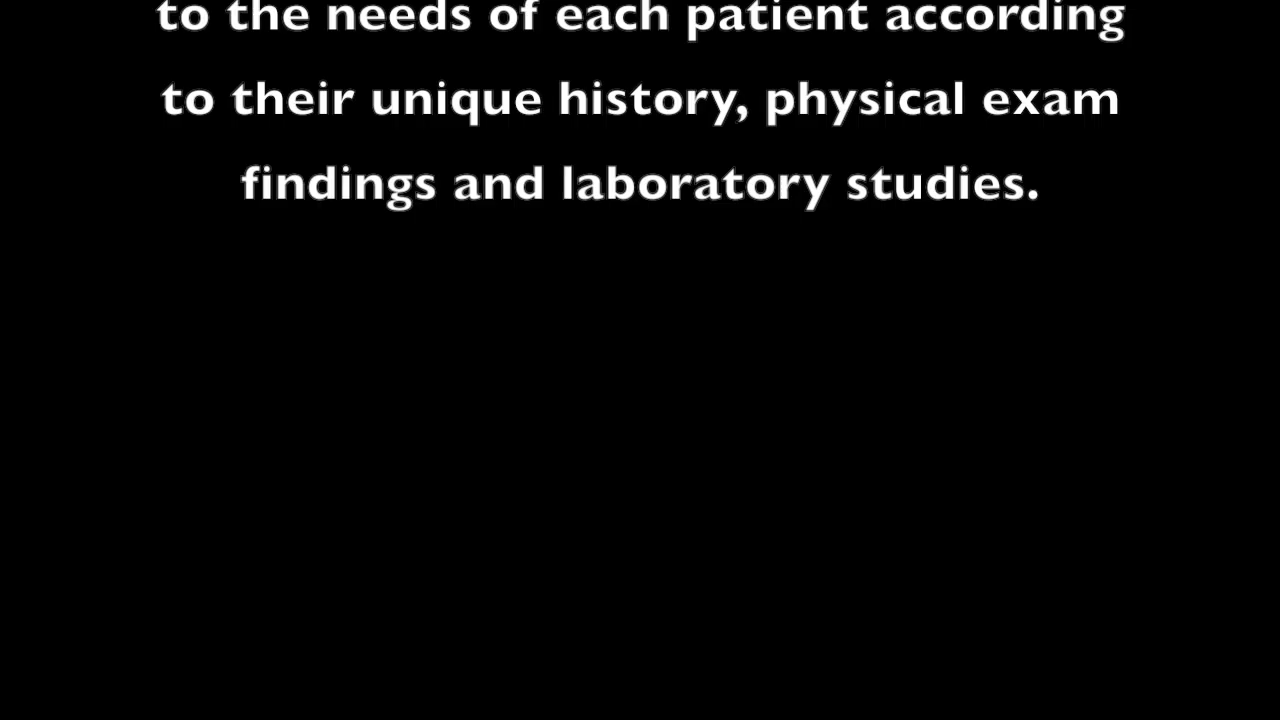 to the needs of each patient according
to their unique history, physical exam
findings and laboratory studies.